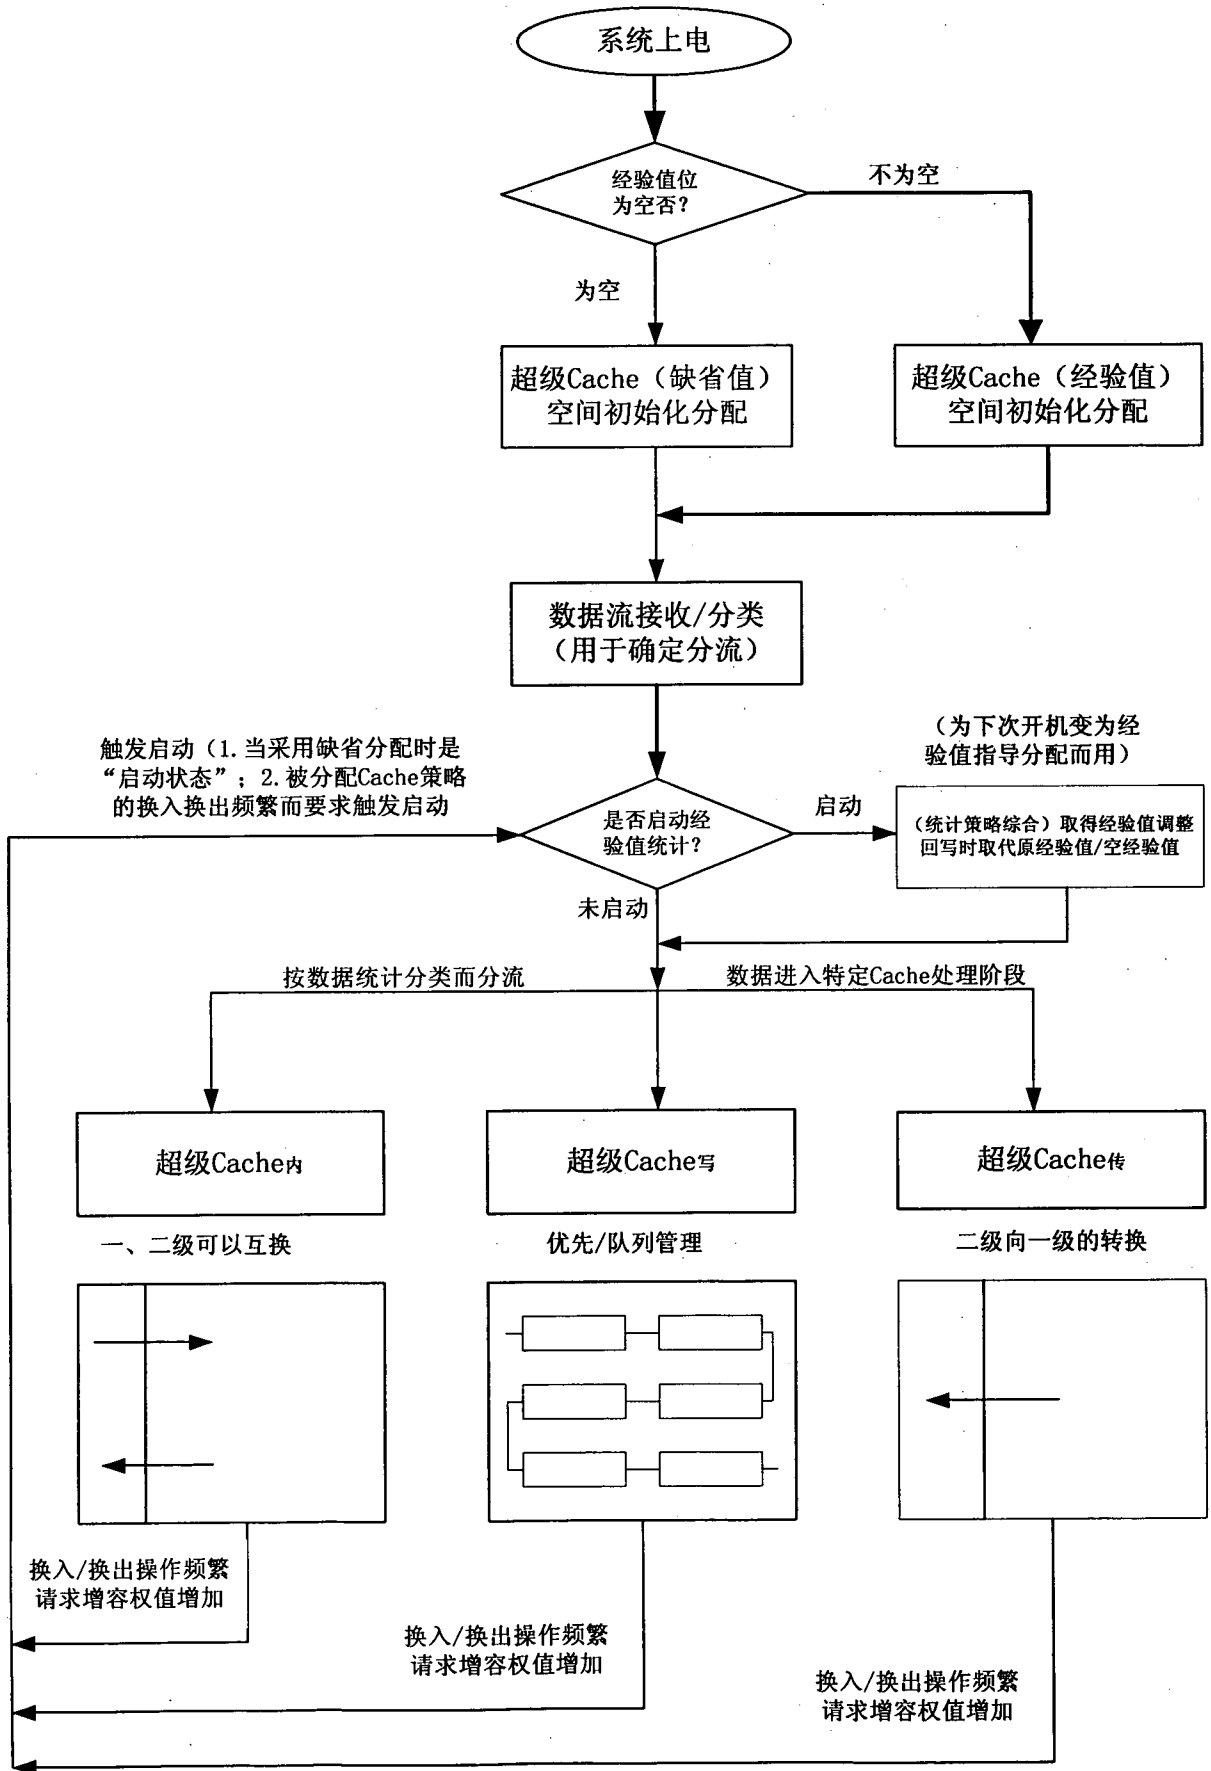 系统上电
经验值位
为空否？
不为空
为空
超级Cache（缺省值）
空间初始化分配
超级Cache（经验值）
空间初始化分配
数据流接收/分类
（用于确定分流）
触发启动（1.当采用缺省分配时是
“启动状态”；2.被分配Cache策略
的换入换出频繁而要求触发启动
（为下次开机变为经
验值指导分配而用）
是否启动经
验值统计？
启动
（统计策略综合）取得经验值调整
回写时取代原经验值/空经验值
未启动
按数据统计分类而分流
数据进入特定Cache处理阶段
超级Cache内
超级Cache写
超级Cache传
一、二级可以互换
优先/队列管理
二级向一级的转换
换入/换出操作频繁
请求增容权值增加
换入/换出操作频繁
请求增容权值增加
换入/换出操作频繁
请求增容权值增加